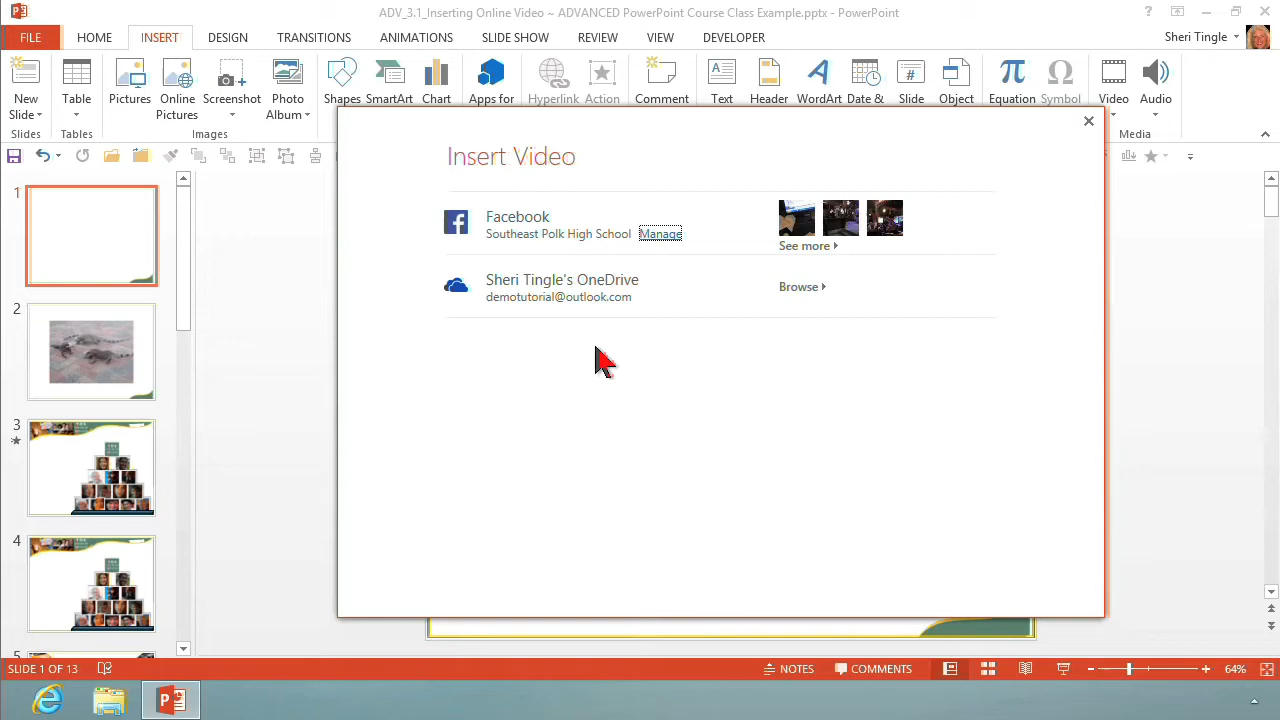 ADV_3.1_Inserting Online Video ~ ADVANCED PowerPoint Course Class Example.pptx - PowerPoint
FILE HOME INSERT DESIGN TRANSITIONS ANIMATIONS SLIDE SHOW REVIEW VIEW DEVELOPER Sheri Tingle
New Slide Table Pictures Online Pictures Screenshot Photo Album Shapes SmartArt Chart Apps for Hyperlink Action Comment Text Header WordArt Date & Slide Object Equation Symbol Video Audio
Slides Tables Images Media
Insert Video
Facebook
Southeast Polk High School Manage
See more
Sheri Tingle's OneDrive
demotutorial@outlook.com
Browse
1
2
3
4
5
SLIDE 1 OF 13 NOTES COMMENTS 64%